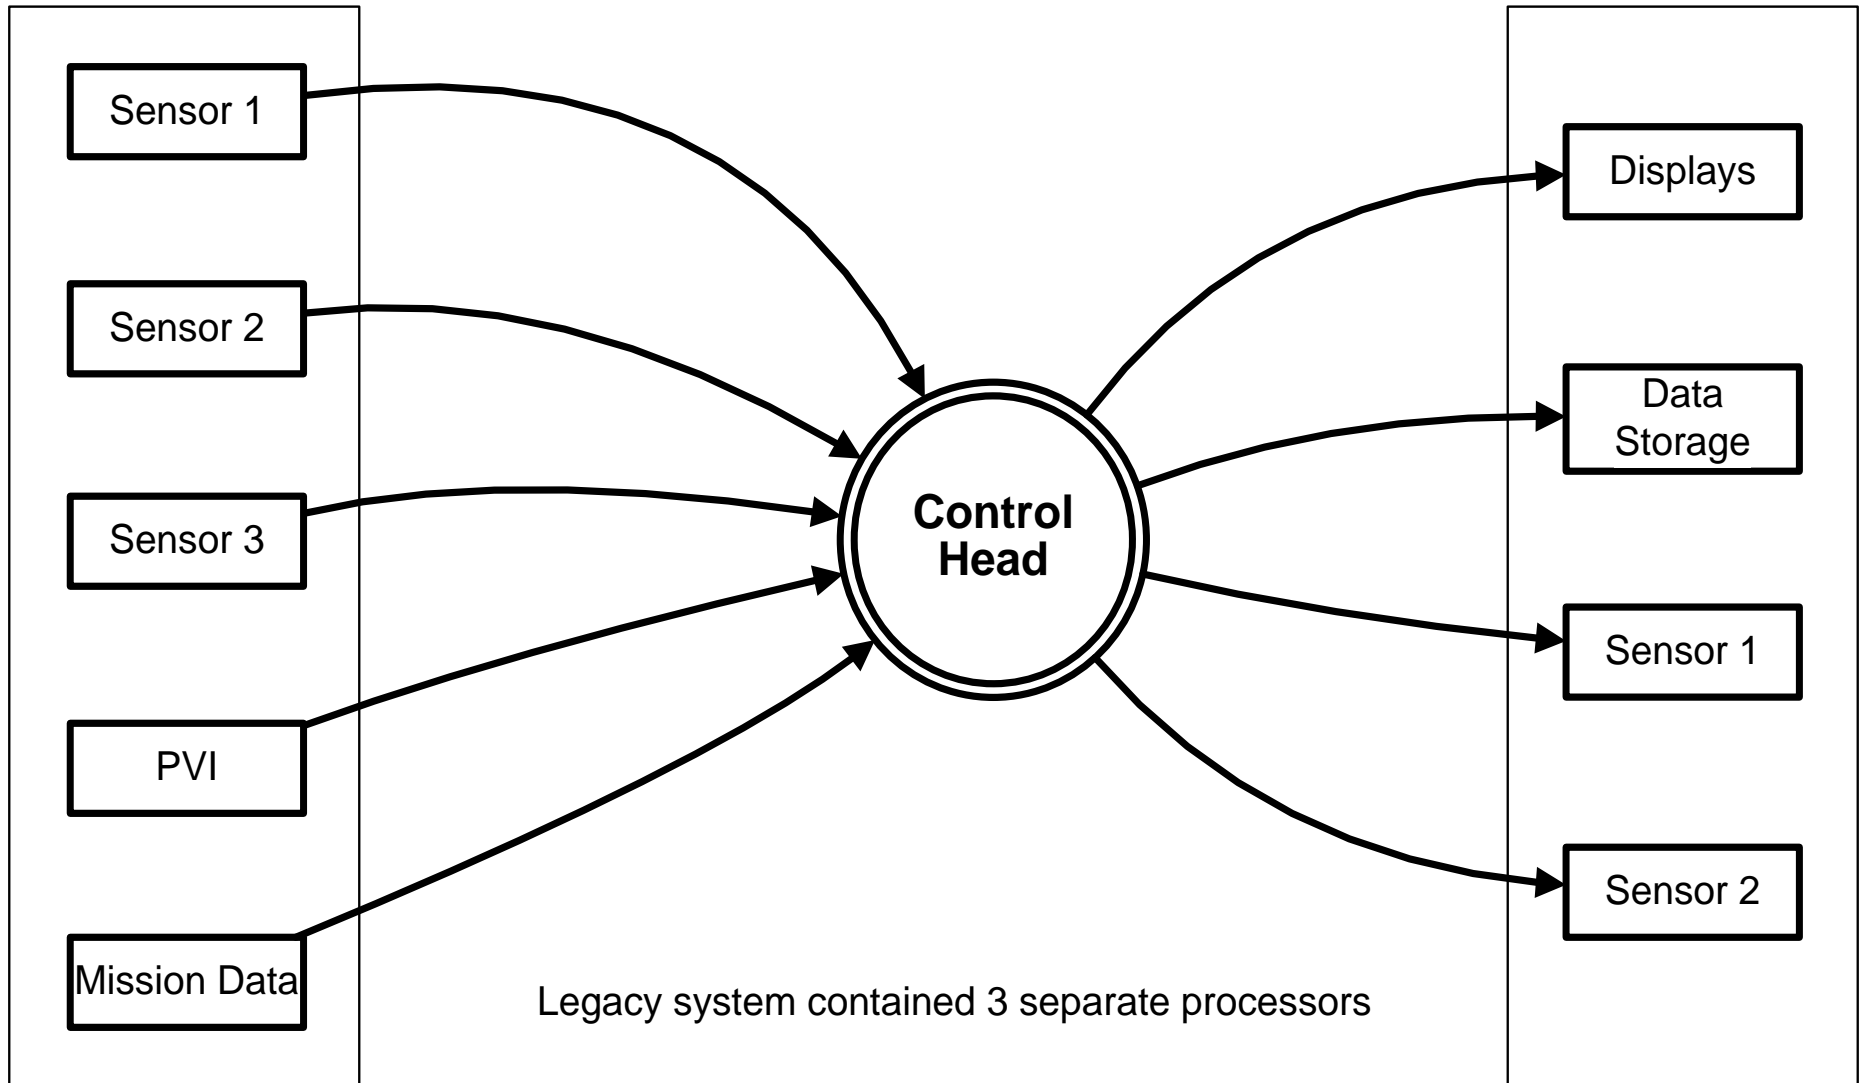 Sensor 1
Sensor 2
Sensor 3
PVI
Mission Data
Control
Head
Legacy system contained 3 separate processors
Displays
Data
Storage
Sensor 1
Sensor 2